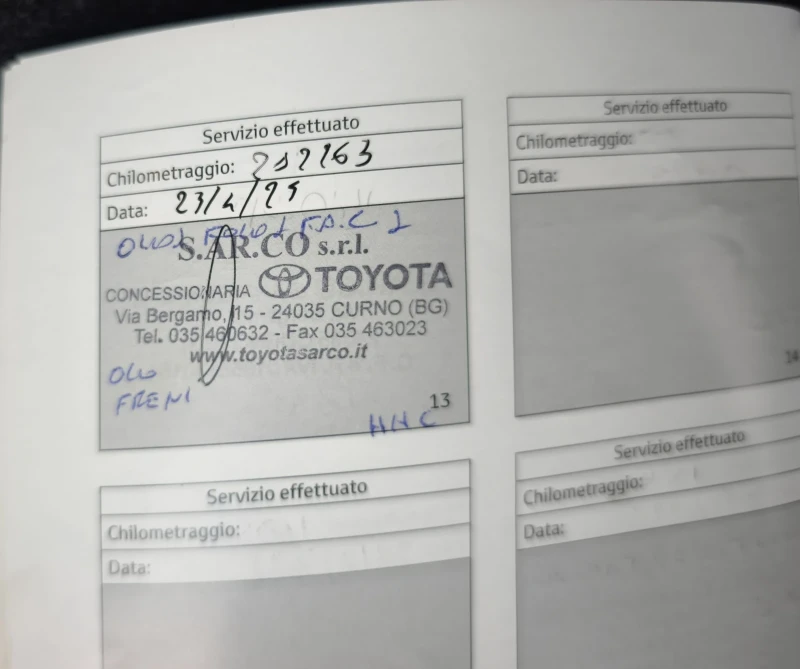 Servizio effettuato
Chilometraggio: 212163
Data: 23/4/25
S.AR.CO s.r.l.
CONCESSIONARIA TOYOTA
Via Bergamo, 15 - 24035 CURNO (BG)
Tel. 035 460632 - Fax 035 463023
www.toyotasarco.it
OLIO
FRENI
13
HHC
Servizio effettuato
Chilometraggio:
Data:
14
Servizio effettuato
Chilometraggio:
Data:
Servizio effettuato
Chilometraggio:
Data: